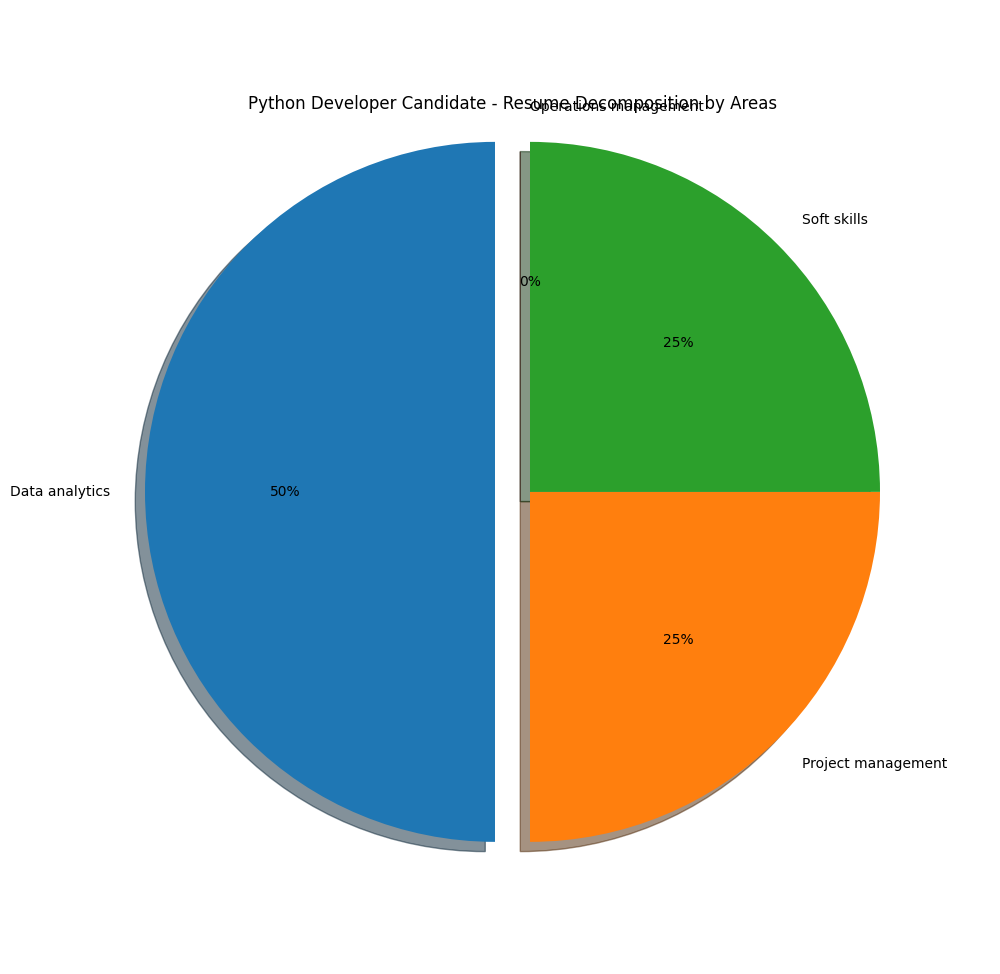 Python Developer Candidate - Resume Decomposition by Areas
Operations management
Soft skills
0%
25%
Data analytics
50%
25%
Project management